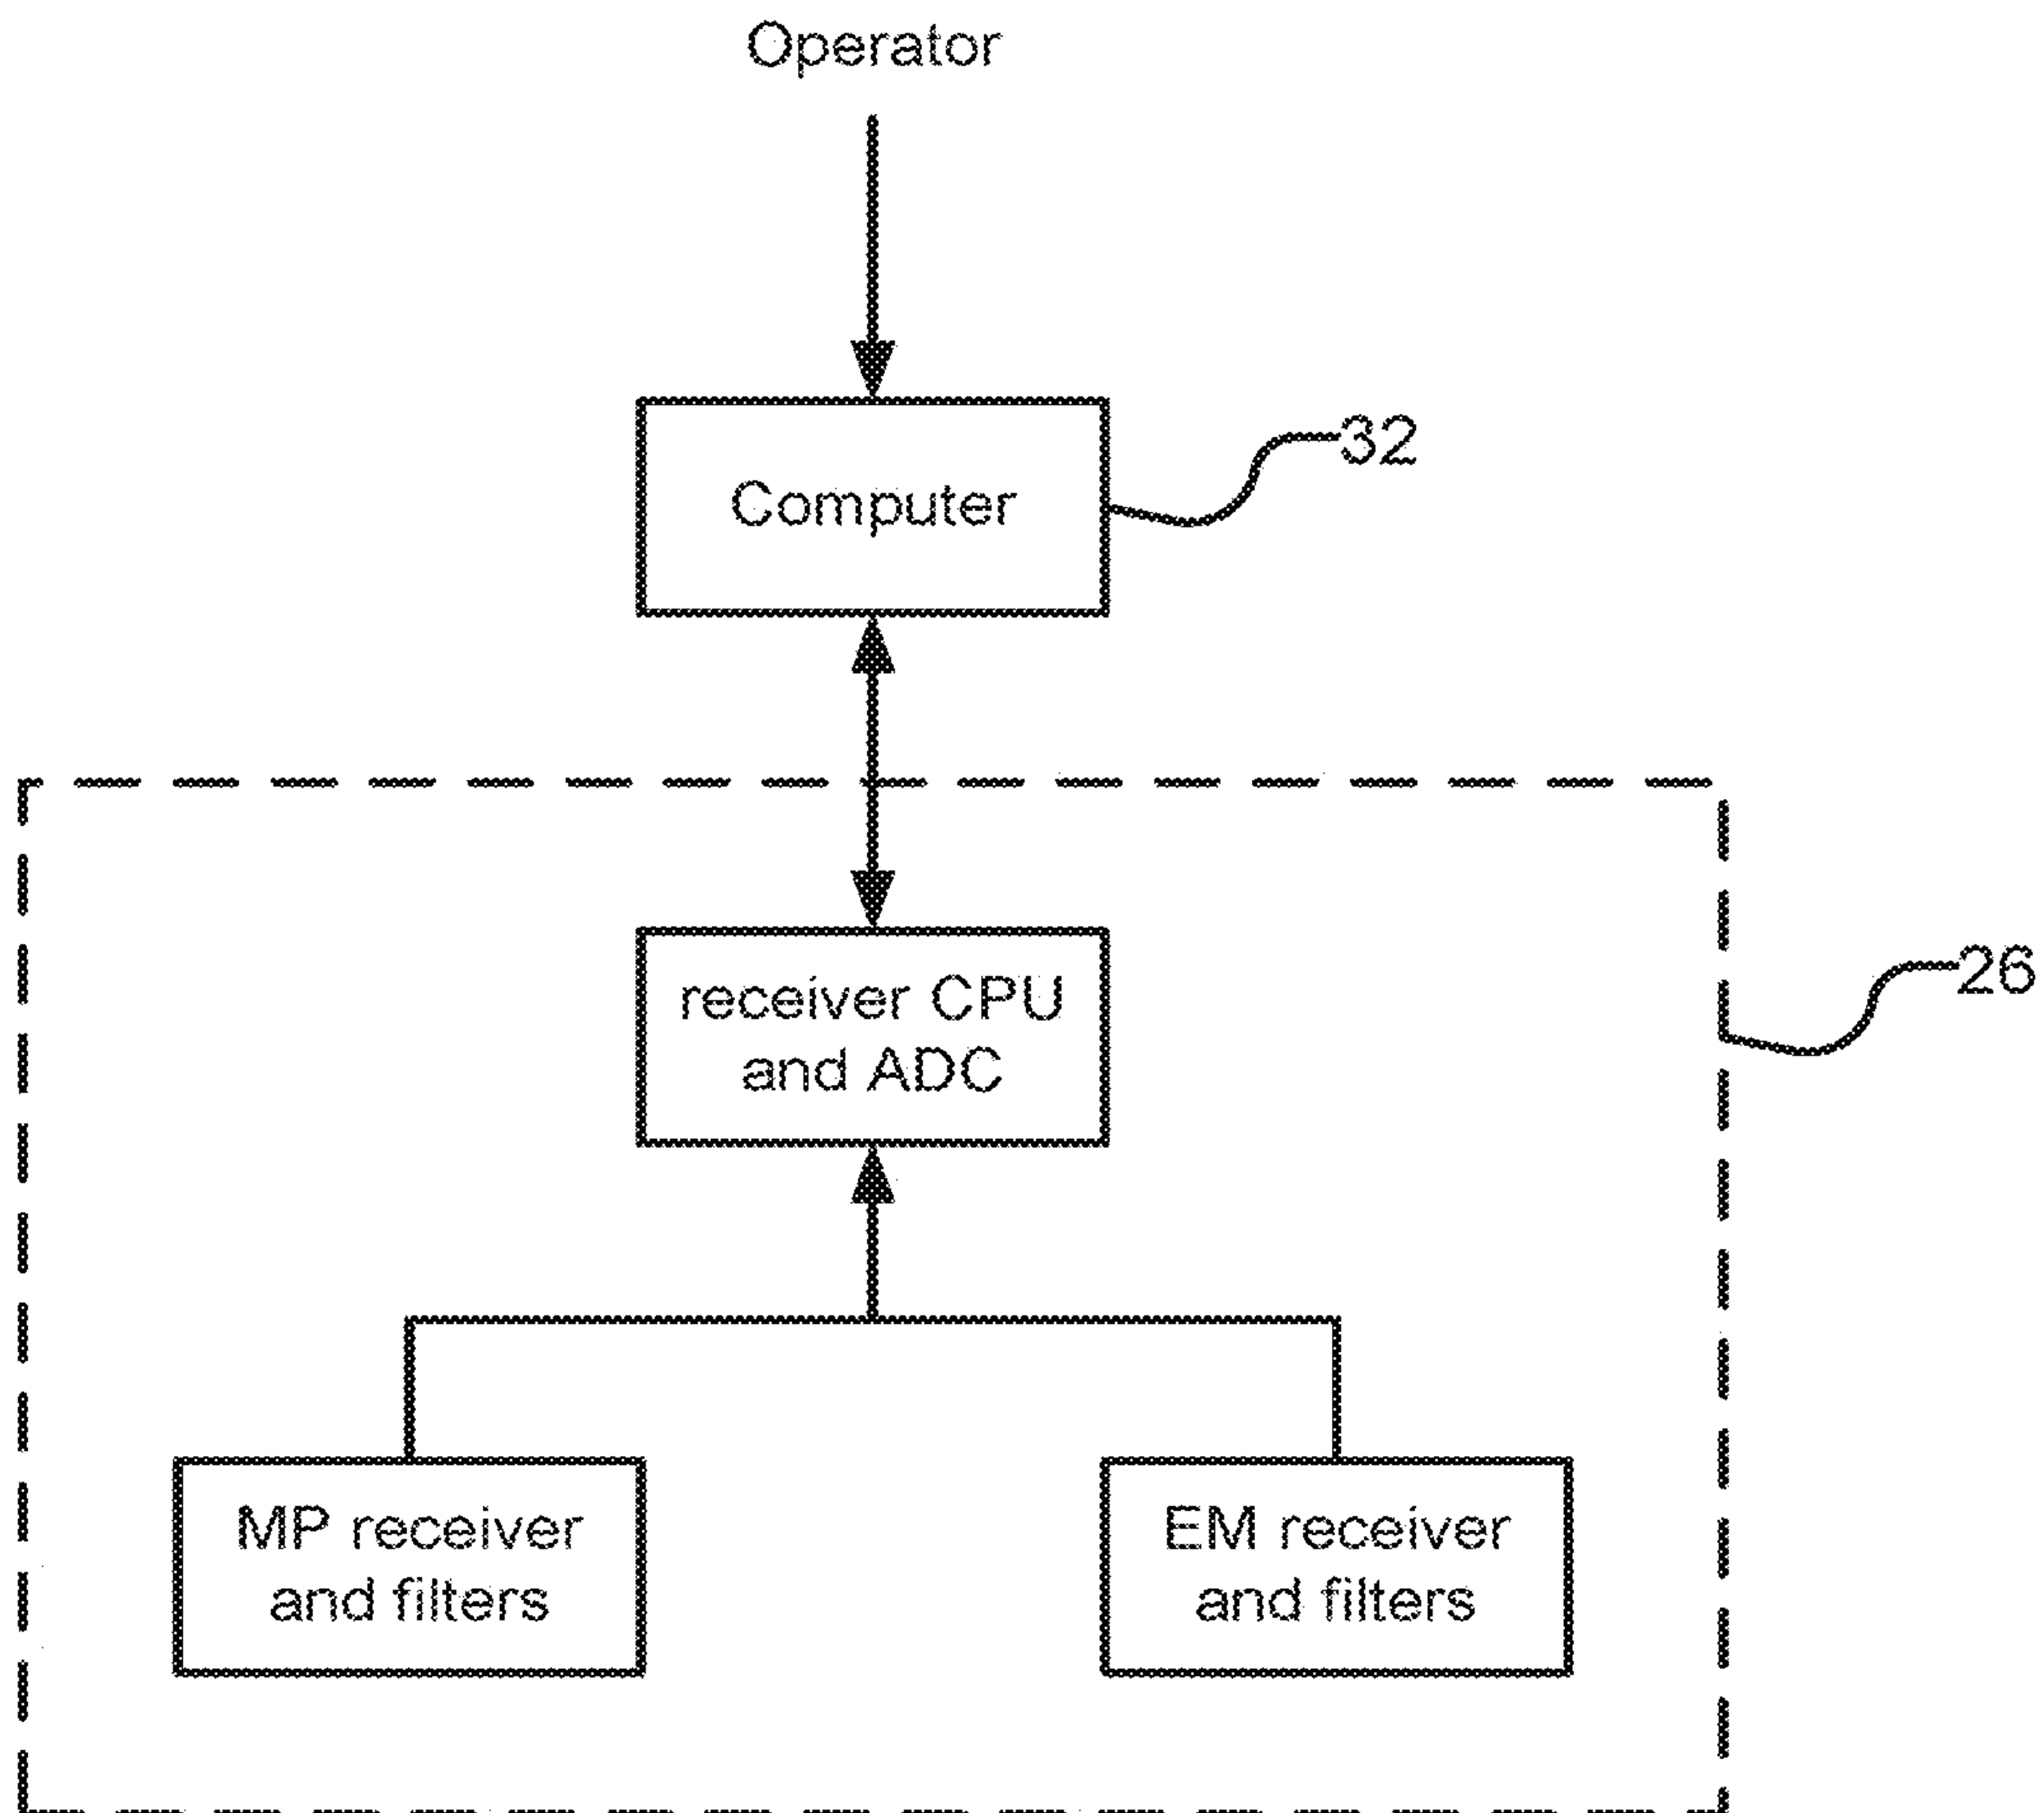 Operator
Computer
32
receiver CPU
and ADC
26
MP receiver
and filters
EM receiver
and filters